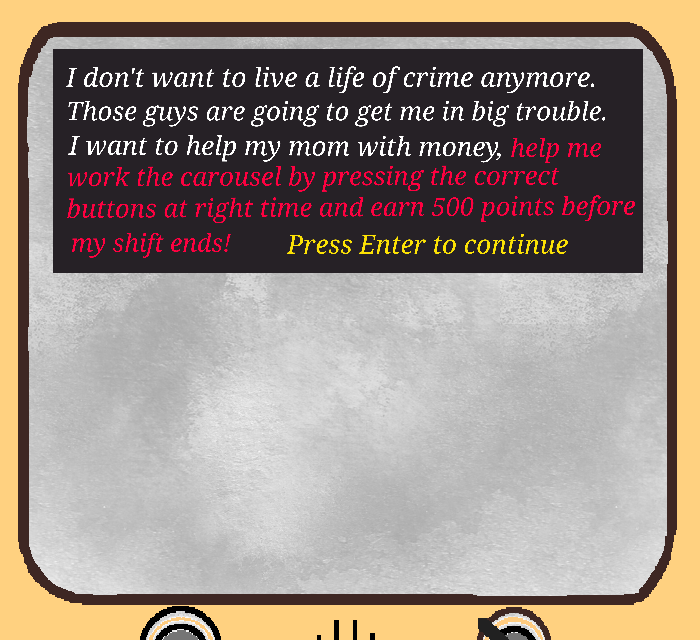 I don't want to live a life of crime anymore.
Those guys are going to get me in big trouble.
I want to help my mom with money, help me
work the carousel by pressing the correct
buttons at right time and earn 500 points before
my shift ends! Press Enter to continue